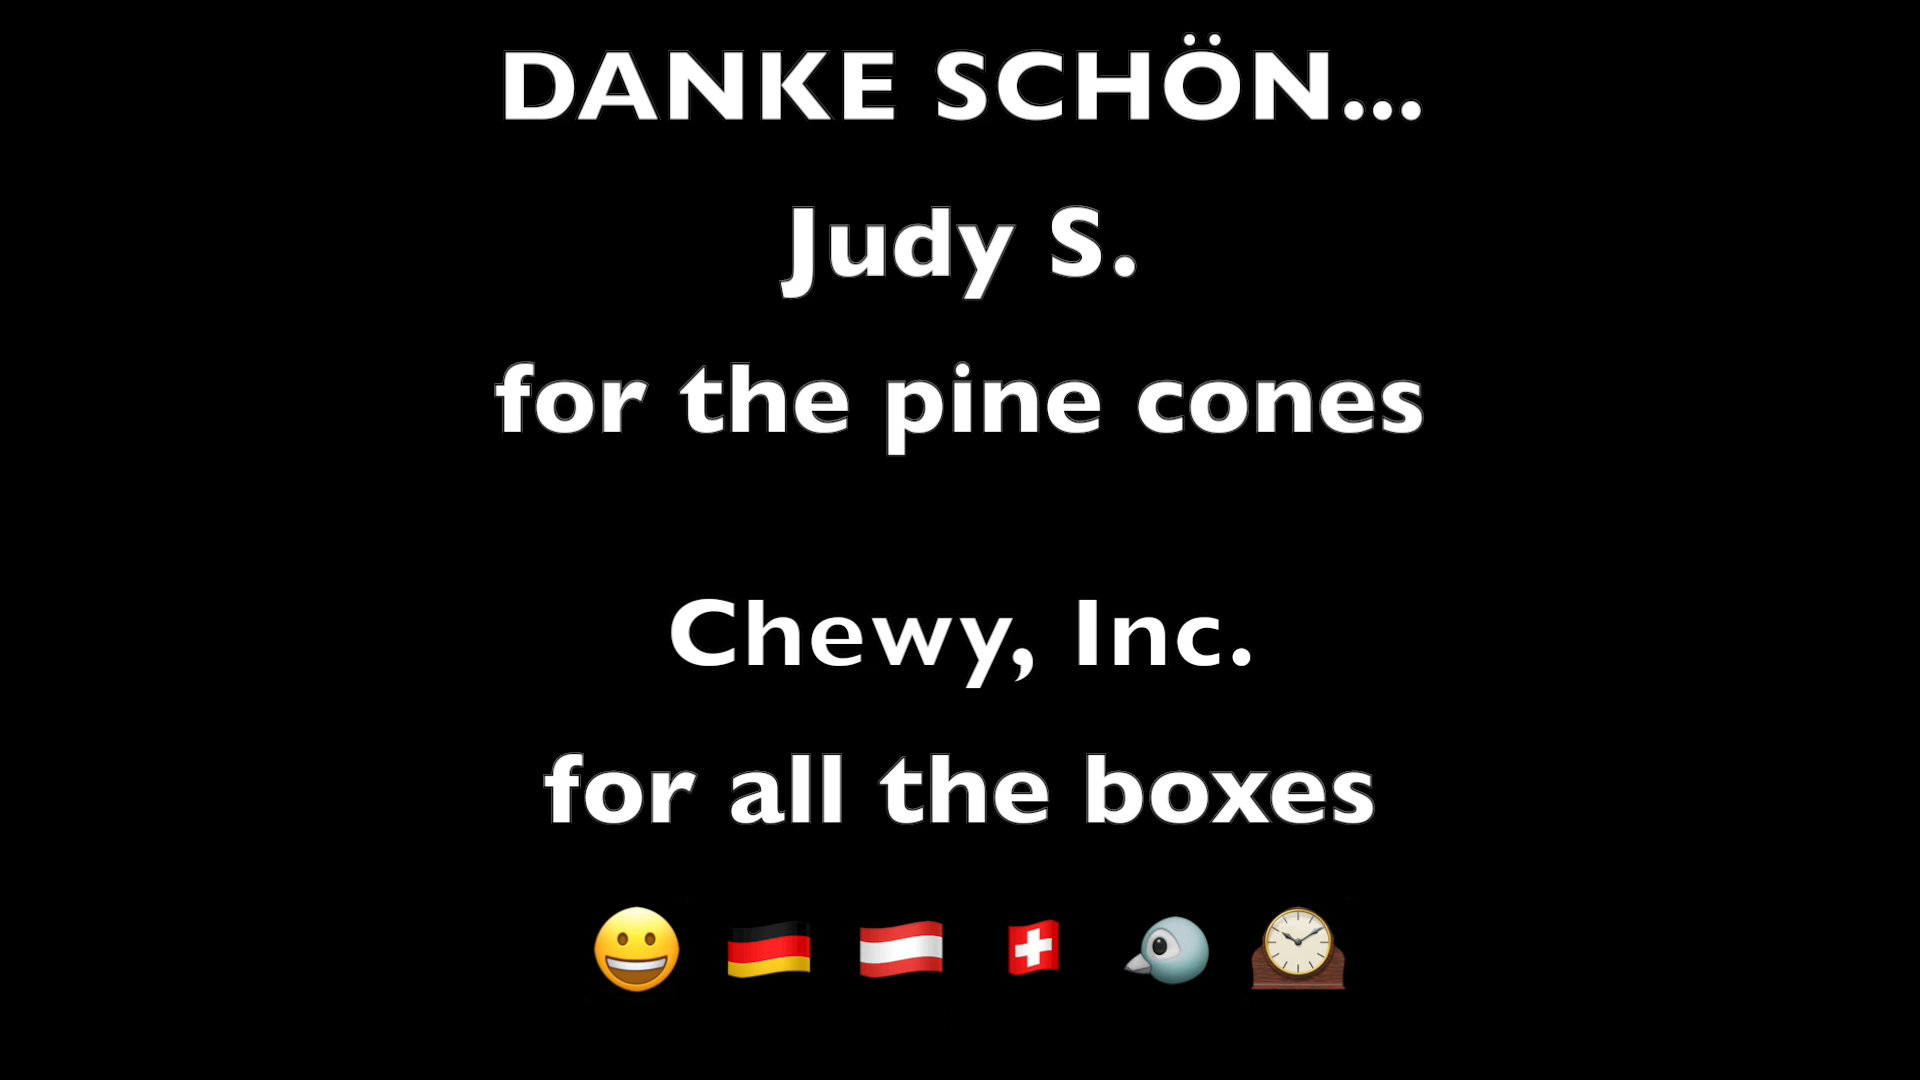 DANKE SCHÖN...
Judy S.
for the pine cones
Chewy, Inc.
for all the boxes